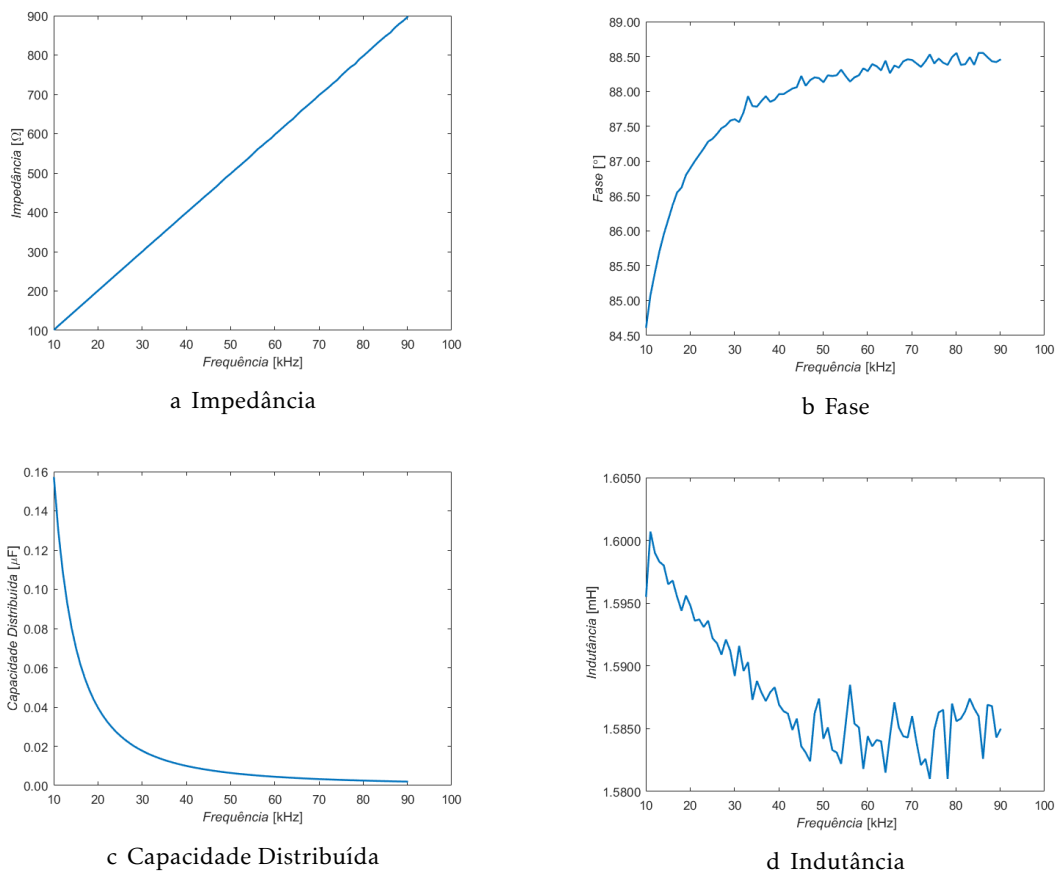 900
800
700
600
500
400
300
200
100
Impedância [Ω]
10 20 30 40 50 60 70 80 90 100
Frequência [kHz]
a Impedância
89.00
88.50
88.00
87.50
87.00
86.50
86.00
85.50
85.00
84.50
Fase [°]
10 20 30 40 50 60 70 80 90 100
Frequência [kHz]
b Fase
0.16
0.14
0.12
0.10
0.08
0.06
0.04
0.02
0.00
Capacidade Distribuida [μF]
10 20 30 40 50 60 70 80 90 100
Frequência [kHz]
c Capacidade Distribuída
1.6050
1.6000
1.5950
1.5900
1.5850
1.5800
Indutância [mH]
10 20 30 40 50 60 70 80 90 100
Frequência [kHz]
d Indutância